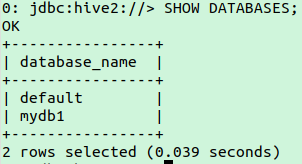 0: jdbc:hive2://> SHOW DATABASES;
OK
+----------------+
| database_name  |
+----------------+
| default        |
| mydb1          |
+----------------+
2 rows selected (0.039 seconds)